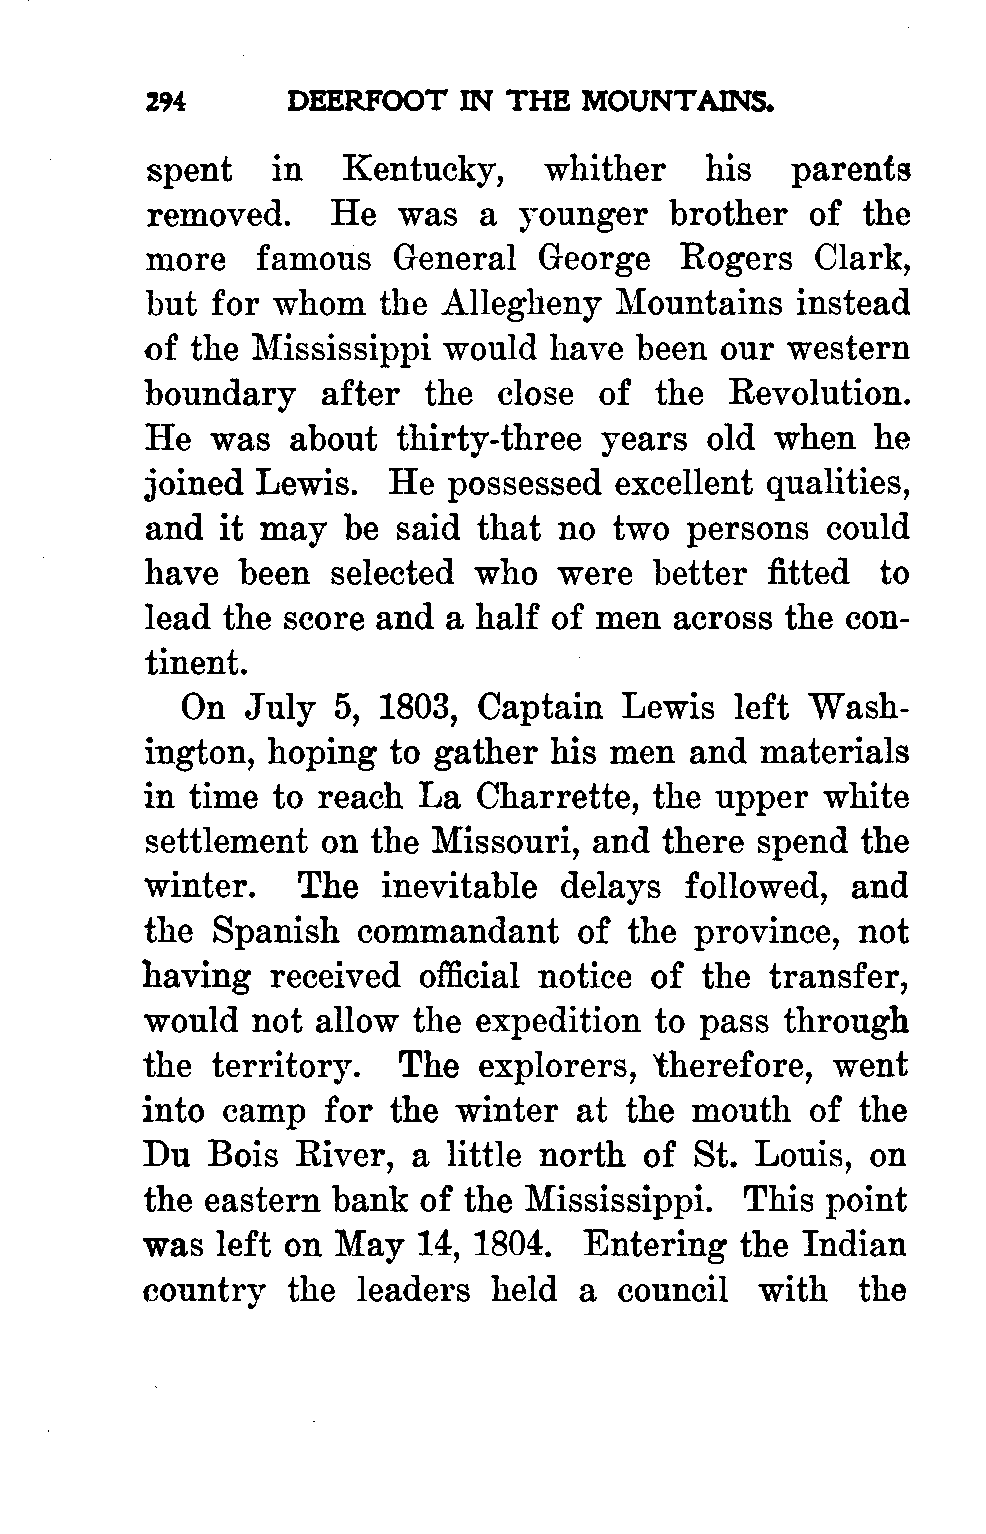 294 DEERFOOT IN THE MOUNTAINS.
spent in Kentucky, whither his parents
removed. He was a younger brother of the
more famous General George Rogers Clark,
but for whom the Allegheny Mountains instead
of the Mississippi would have been our western
boundary after the close of the Revolution.
He was about thirty-three years old when he
joined Lewis. He possessed excellent qualities,
and it may be said that no two persons could
have been selected who were better fitted to
lead the score and a half of men across the con-
tinent.
On July 5, 1803, Captain Lewis left Wash-
ington, hoping to gather his men and materials
in time to reach La Charrette, the upper white
settlement on the Missouri, and there spend the
winter. The inevitable delays followed, and
the Spanish commandant of the province, not
having received official notice of the transfer,
would not allow the expedition to pass through
the territory. The explorers, therefore, went
into camp for the winter at the mouth of the
Du Bois River, a little north of St. Louis, on
the eastern bank of the Mississippi. This point
was left on May 14, 1804. Entering the Indian
country the leaders held a council with the